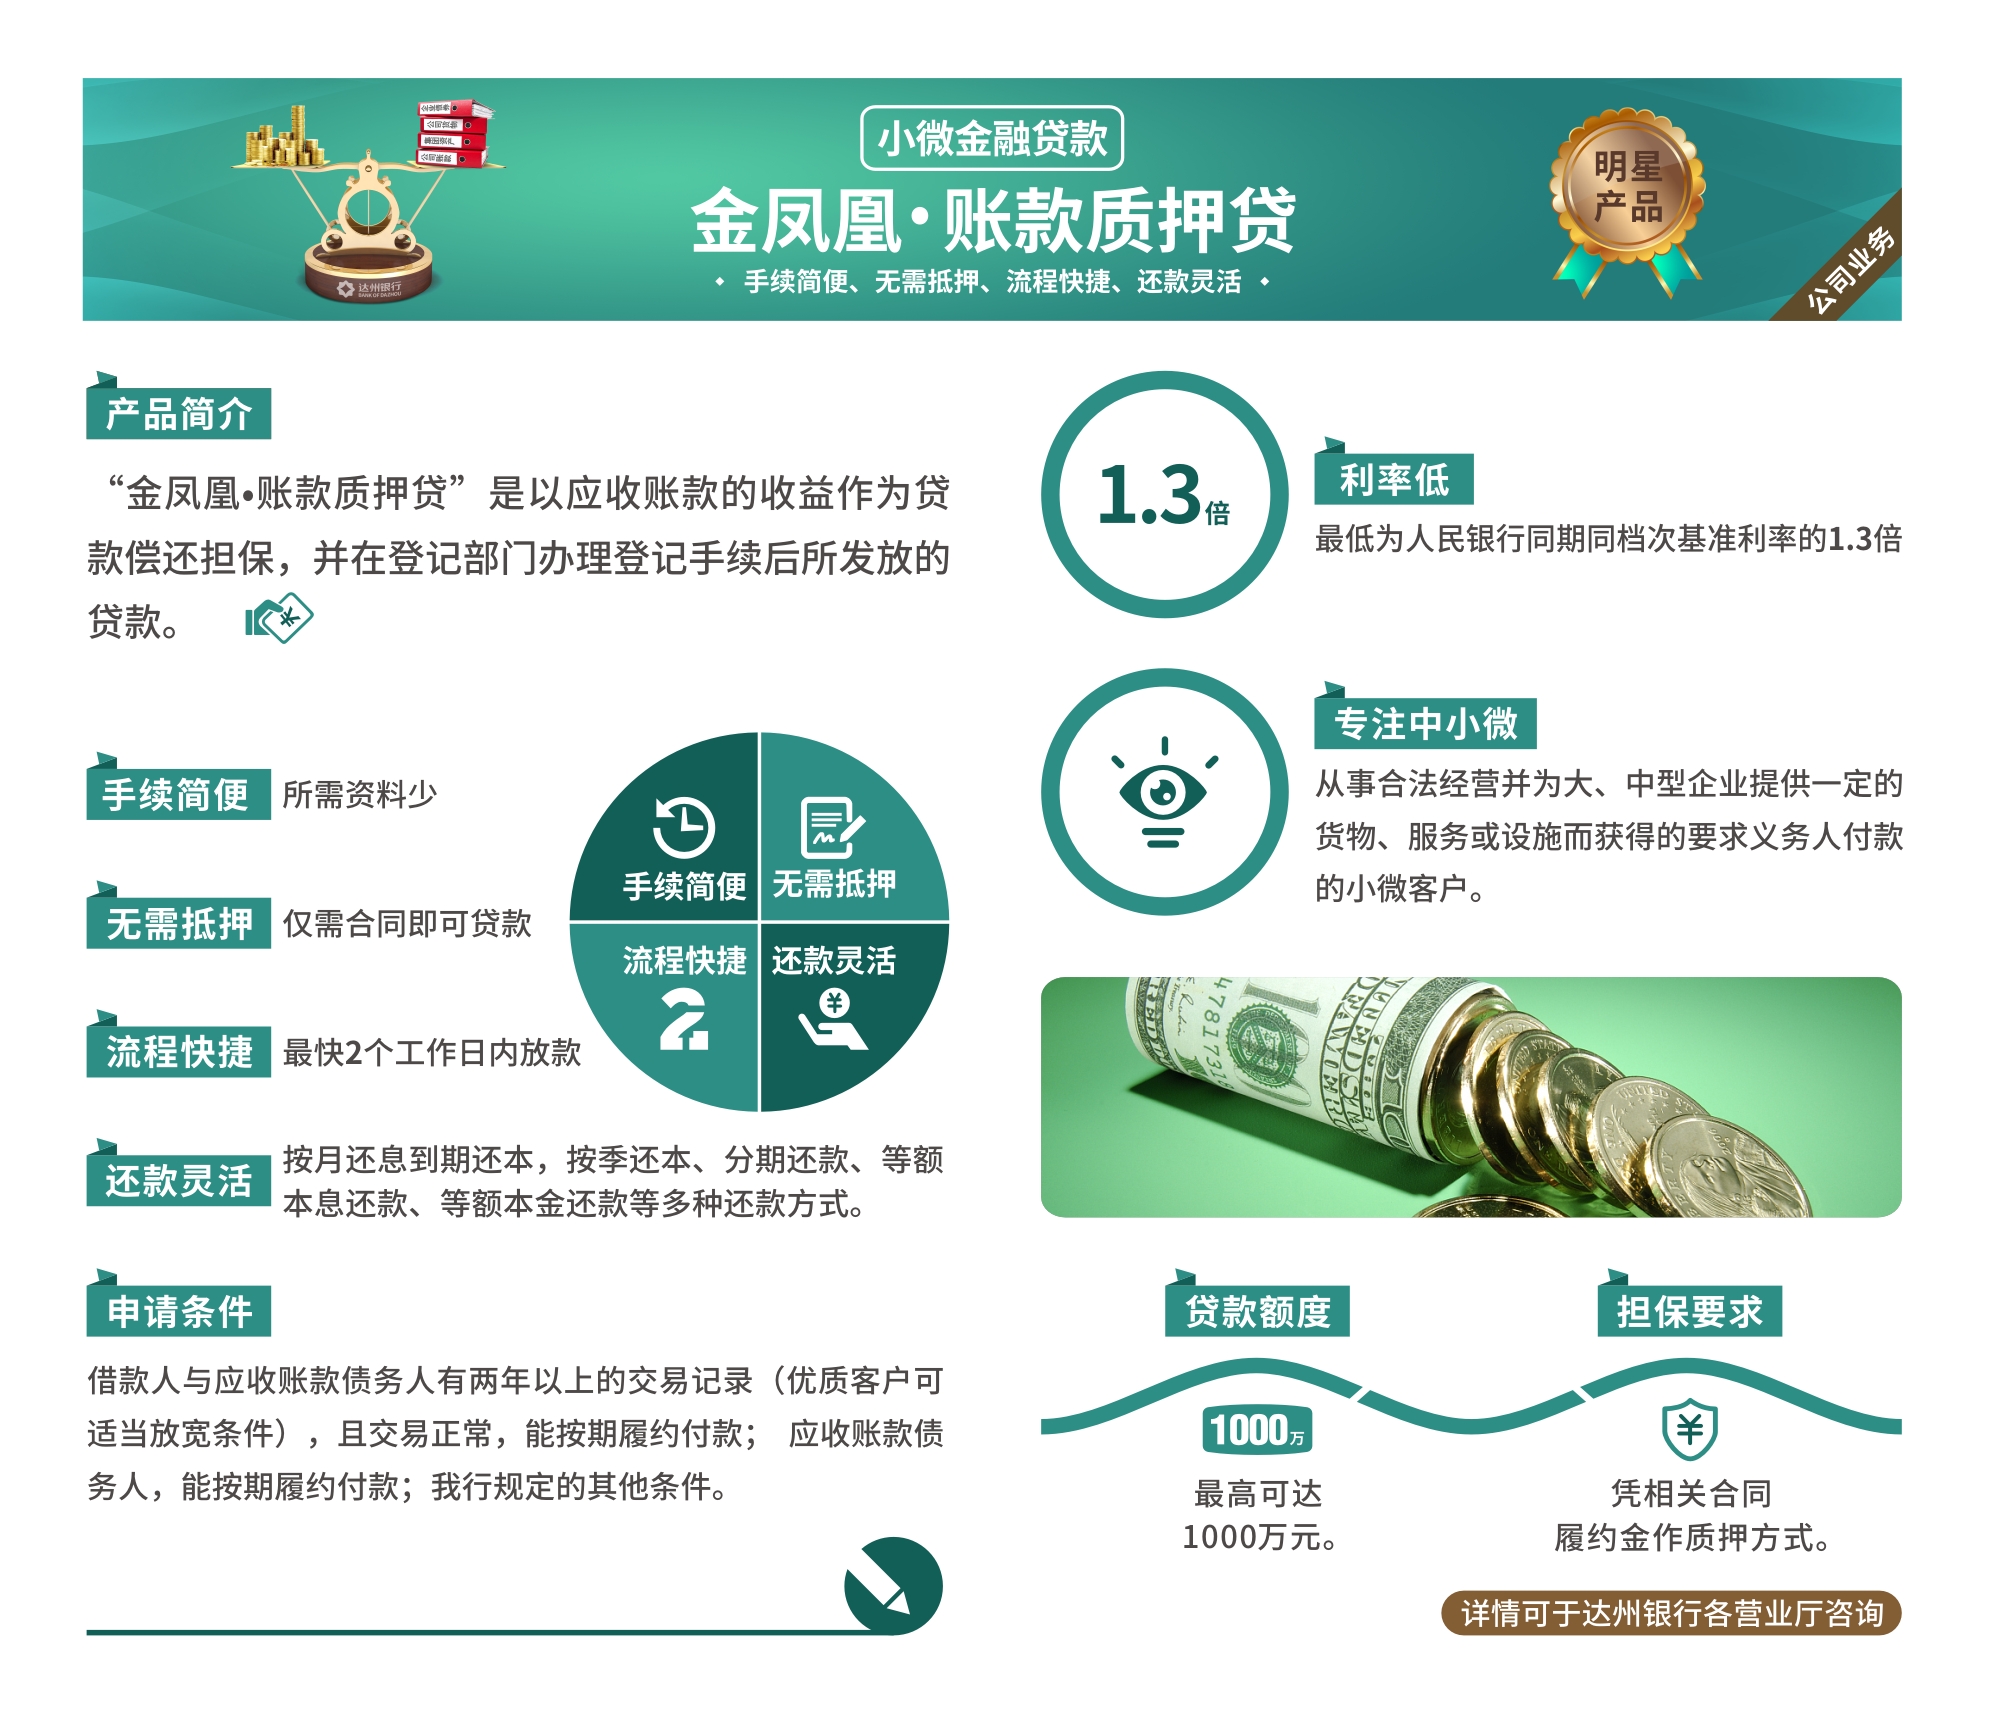 小微金融贷款
金凤凰·账款质押贷
手续简便、无需抵押、流程快捷、还款灵活
达州银行
BANK OF DAZHOU
明星
产品
公司业务
产品简介
“金凤凰•账款质押贷”是以应收账款的收益作为贷
款偿还担保，并在登记部门办理登记手续后所发放的
贷款。
手续简便
所需资料少
无需抵押
仅需合同即可贷款
流程快捷
最快2个工作日内放款
还款灵活
按月还息到期还本，按季还本、分期还款、等额
本息还款、等额本金还款等多种还款方式。
手续简便
无需抵押
流程快捷
还款灵活
2
申请条件
借款人与应收账款债务人有两年以上的交易记录（优质客户可
适当放宽条件），且交易正常，能按期履约付款； 应收账款债
务人，能按期履约付款；我行规定的其他条件。
1.3倍
利率低
最低为人民银行同期同档次基准利率的1.3倍
专注中小微
从事合法经营并为大、中型企业提供一定的
货物、服务或设施而获得的要求义务人付款
的小微客户。
贷款额度
1000万
最高可达
1000万元。
担保要求
¥
凭相关合同
履约金作质押方式。
详情可于达州银行各营业厅咨询